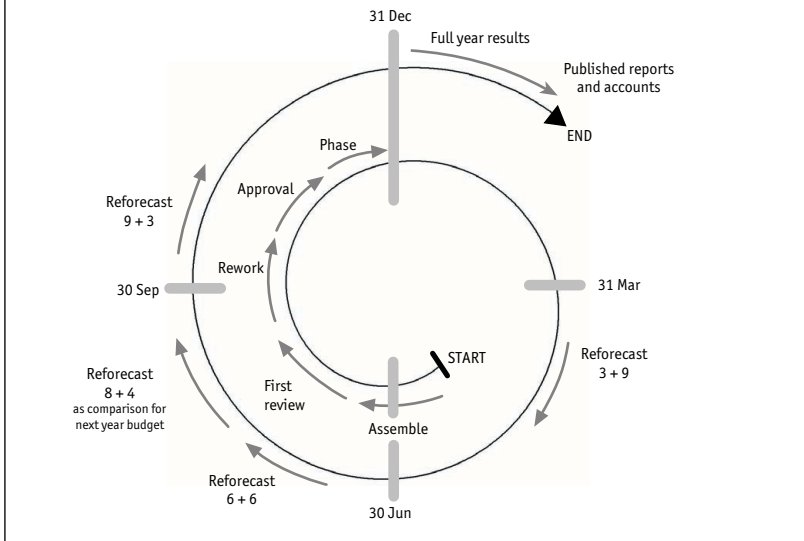 31 Dec
Full year results
Published reports
and accounts
END
Phase
Approval
Reforecast
9 + 3
Rework
30 Sep
31 Mar
START
Reforecast
3 + 9
Reforecast
8 + 4
as comparison for
next year budget
First
review
Assemble
Reforecast
6 + 6
30 Jun